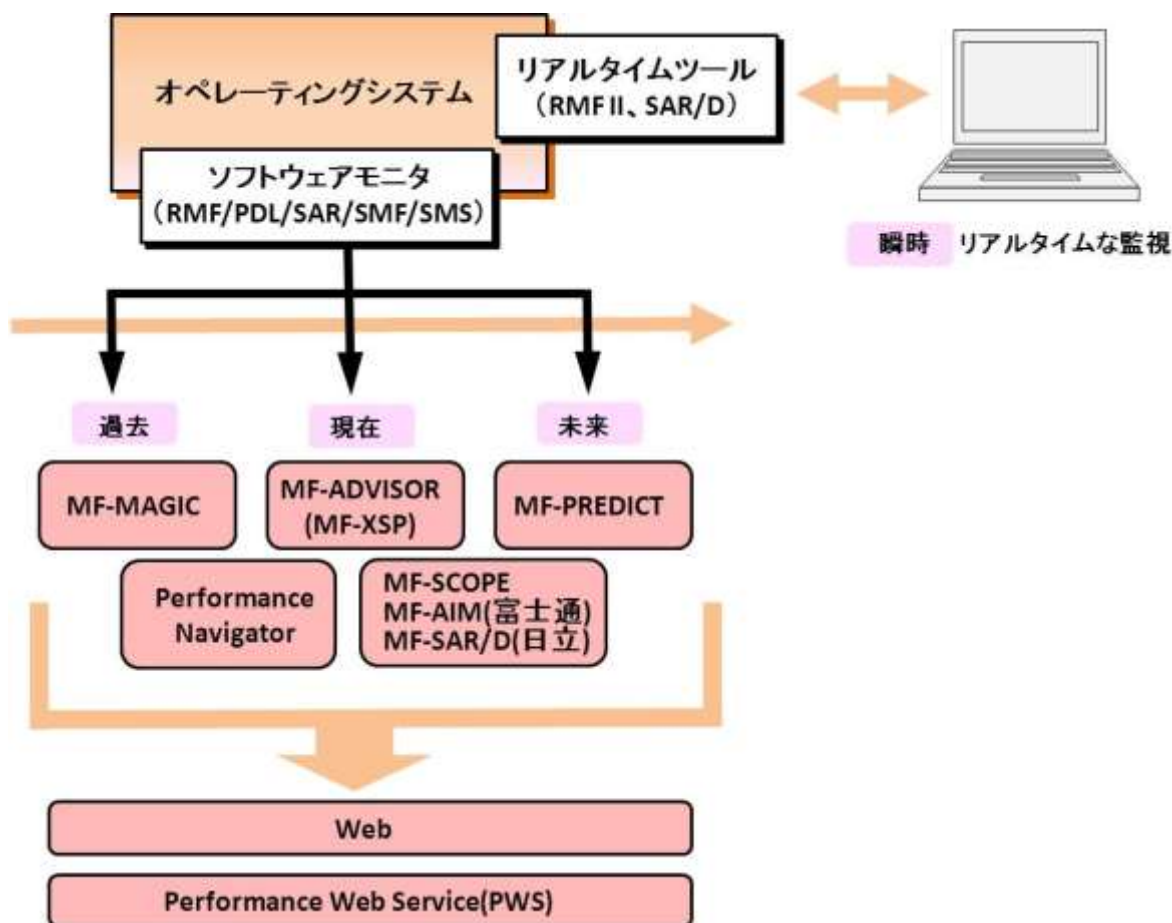 オペレーティングシステム
リアルタイムツール
（RMFⅡ、SAR/D）
ソフトウェアモニタ
（RMF/PDL/SAR/SMF/SMS）
瞬時 リアルタイムな監視
過去
現在
未来
MF-MAGIC
MF-ADVISOR
(MF-XSP)
MF-PREDICT
Performance
Navigator
MF-SCOPE
MF-AIM(富士通)
MF-SAR/D(日立)
Web
Performance Web Service(PWS)